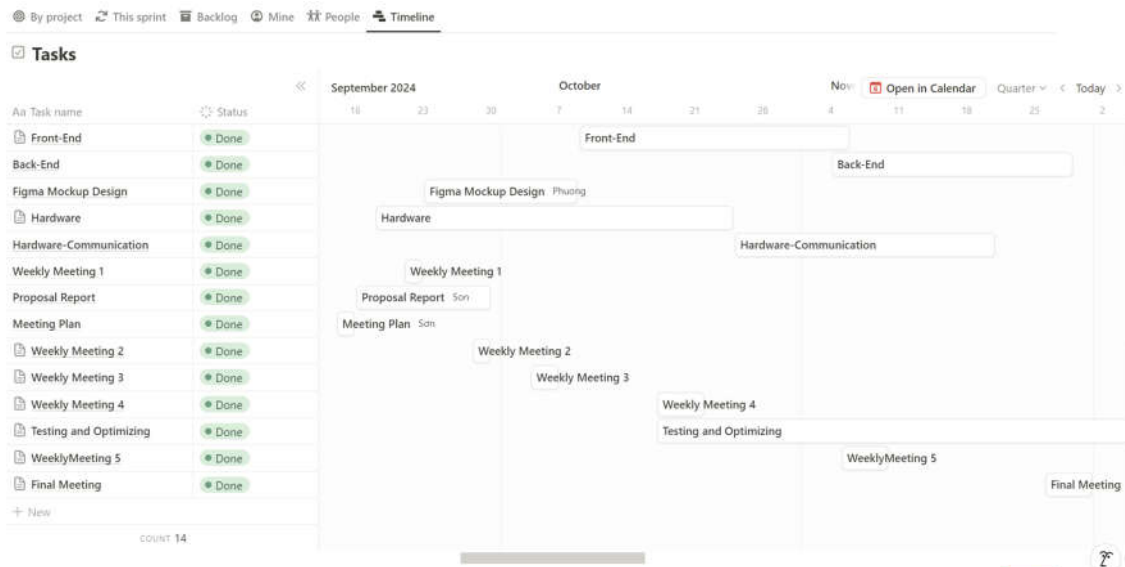 By project This sprint Backlog Mine People Timeline
Tasks
September 2024 October Nov Open in Calendar Quarter Today
Aa Task name Status 16 23 30 7 14 21 28 4 11 18 25 2
Front-End Done Front-End
Back-End Done Back-End
Figma Mockup Design Done Figma Mockup Design Phuong
Hardware Done Hardware
Hardware-Communication Done Hardware-Communication
Weekly Meeting 1 Done Weekly Meeting 1
Proposal Report Done Proposal Report Son
Meeting Plan Done Meeting Plan Son
Weekly Meeting 2 Done Weekly Meeting 2
Weekly Meeting 3 Done Weekly Meeting 3
Weekly Meeting 4 Done Weekly Meeting 4
Testing and Optimizing Done Testing and Optimizing
WeeklyMeeting 5 Done WeeklyMeeting 5
Final Meeting Done Final Meeting
+ New
COUNT 14